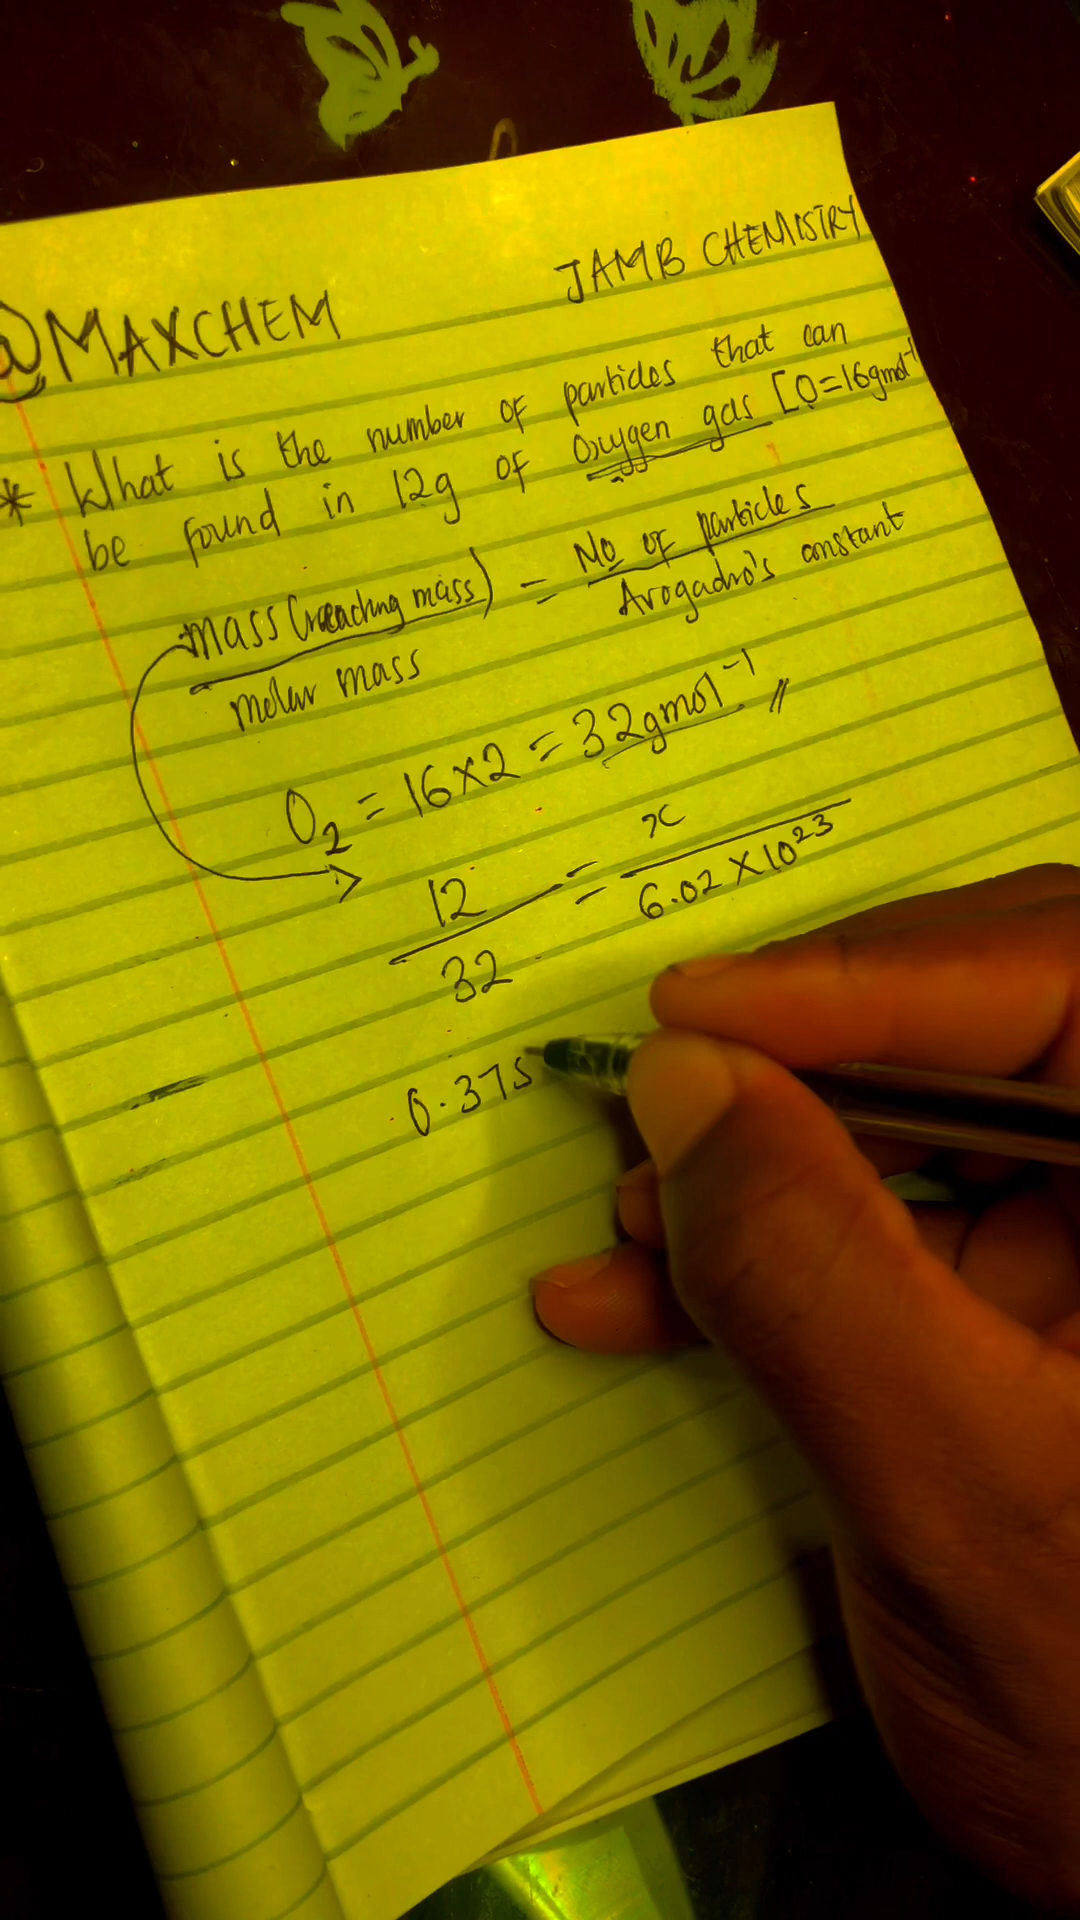 @MAXCHEM JAMB CHEMISTRY
* What is the number of particles that can
be found in 12g of Oxygen gas [O=16gmol⁻¹
mass (reacting mass) = No of particles
molar mass Avogadro's constant
O₂ = 16×2 = 32gmol⁻¹ //
12 = x
32 6.02 × 10²³
0.375